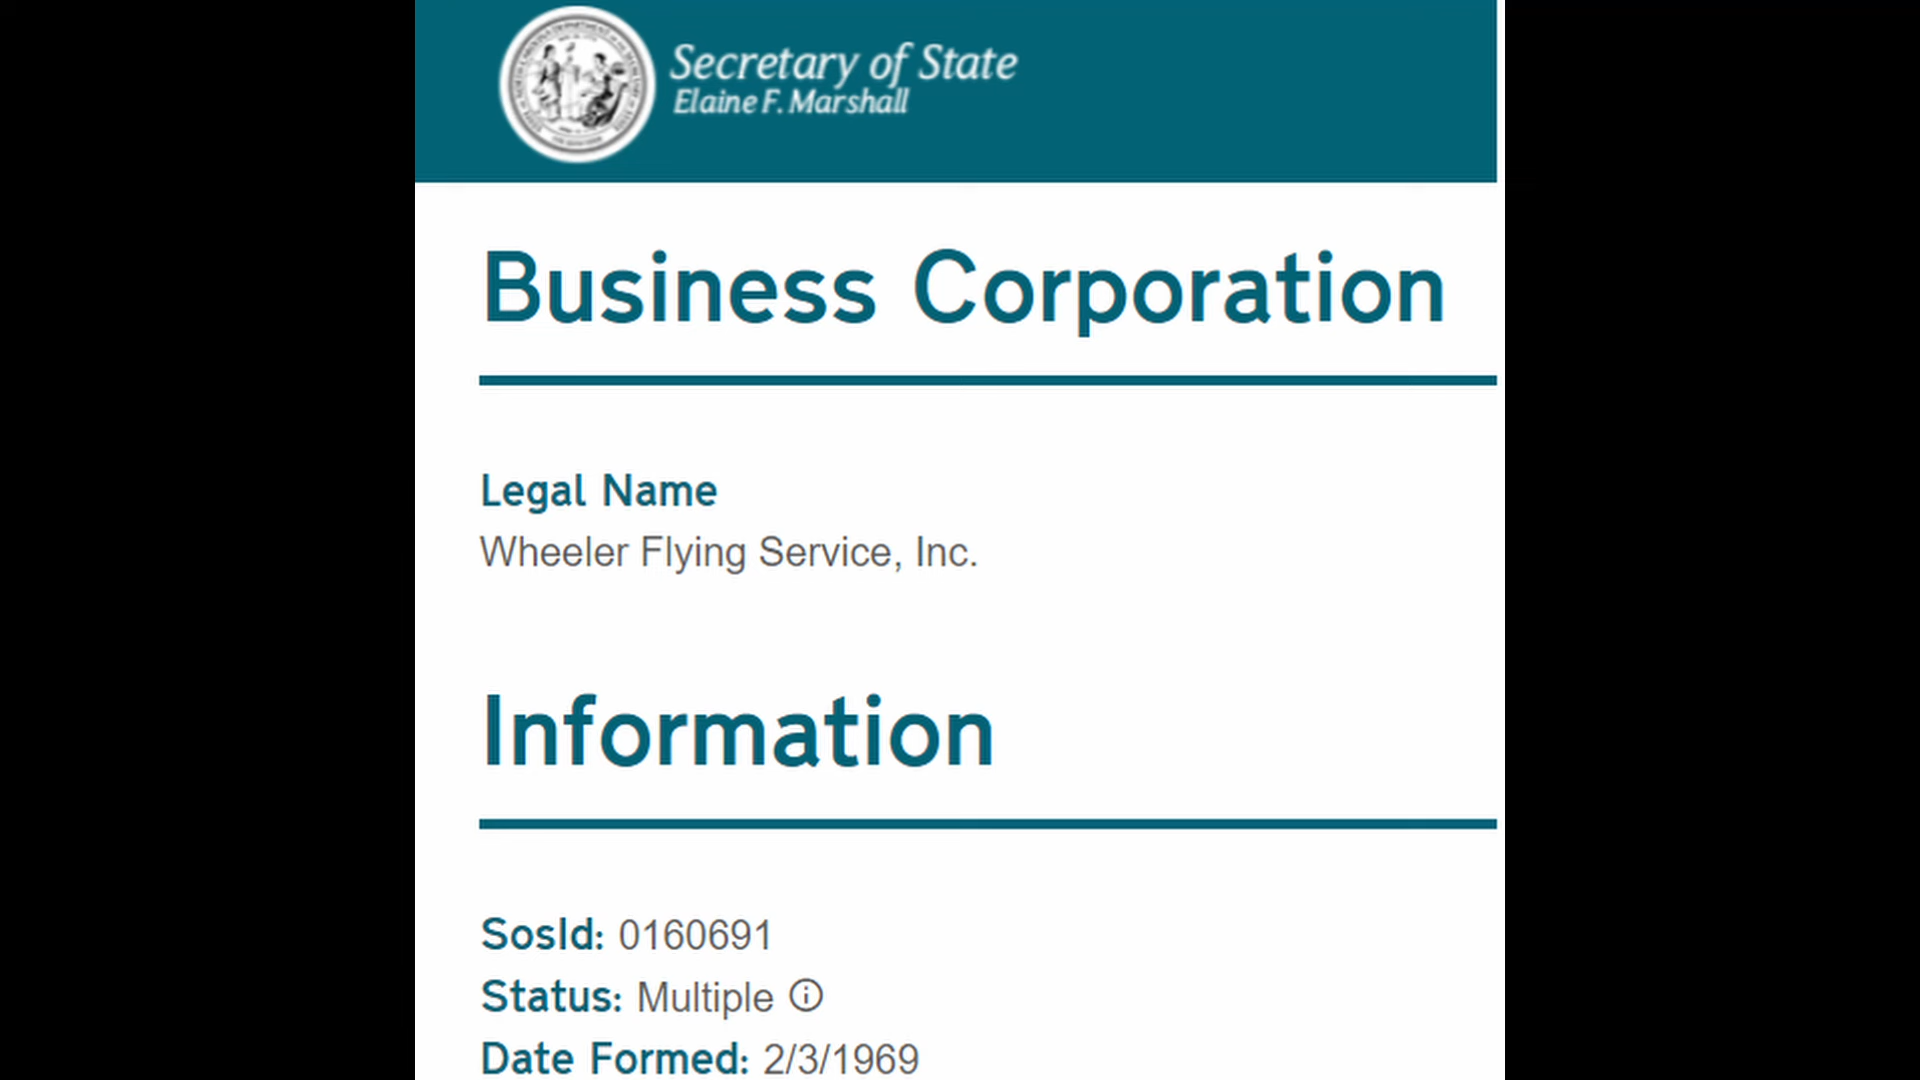 Secretary of State
Elaine F. Marshall
Business Corporation
Legal Name
Wheeler Flying Service, Inc.
Information
SosId: 0160691
Status: Multiple
Date Formed: 2/3/1969